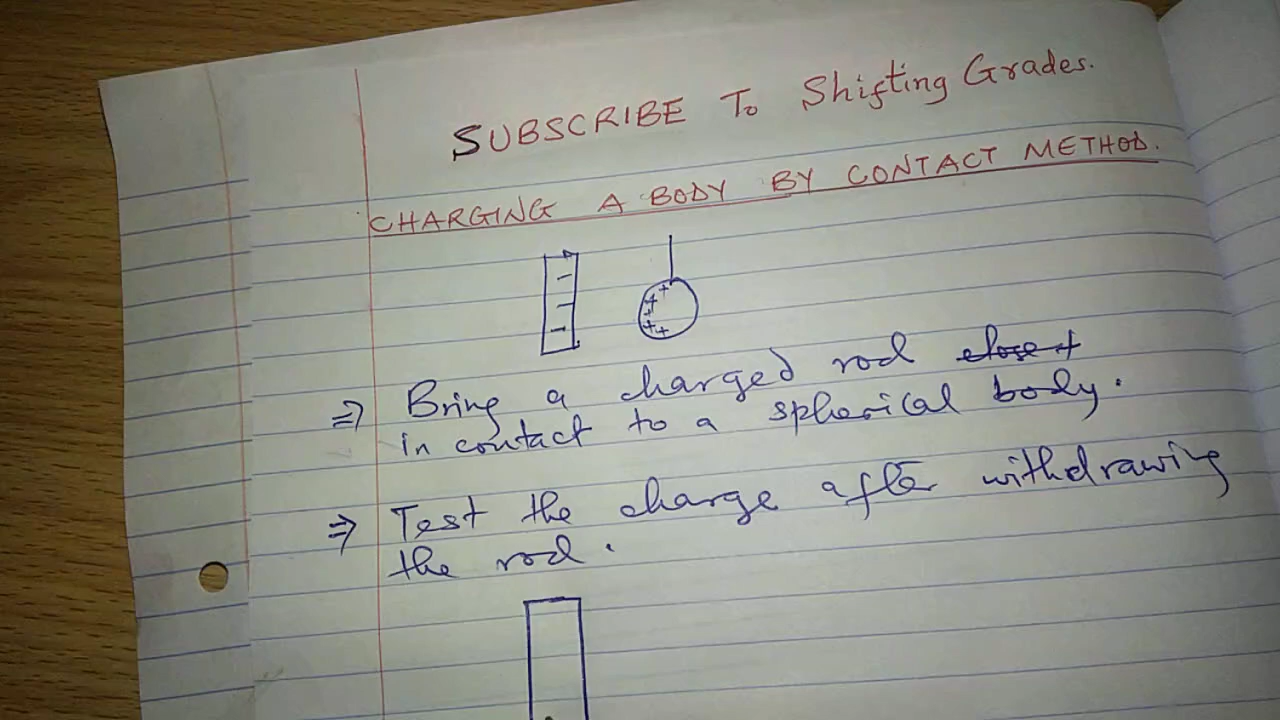 SUBSCRIBE To Shifting Grades.
CHARGING A BODY BY CONTACT METHOD.
⇒ Bring a charged rod close t
in contact to a spherical body.
⇒ Test the charge after withdrawing
the rod.